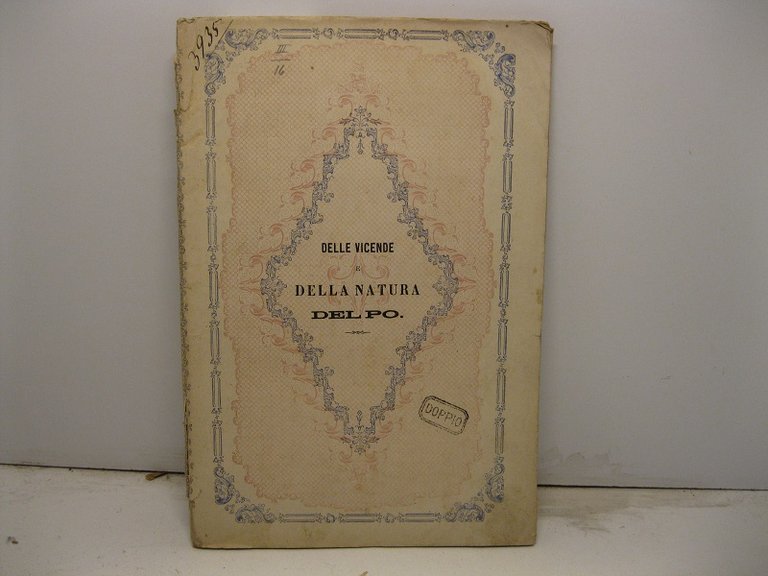 3935
III
16
DELLE VICENDE
E
DELLA NATURA
DEL PO.
DOPPIO